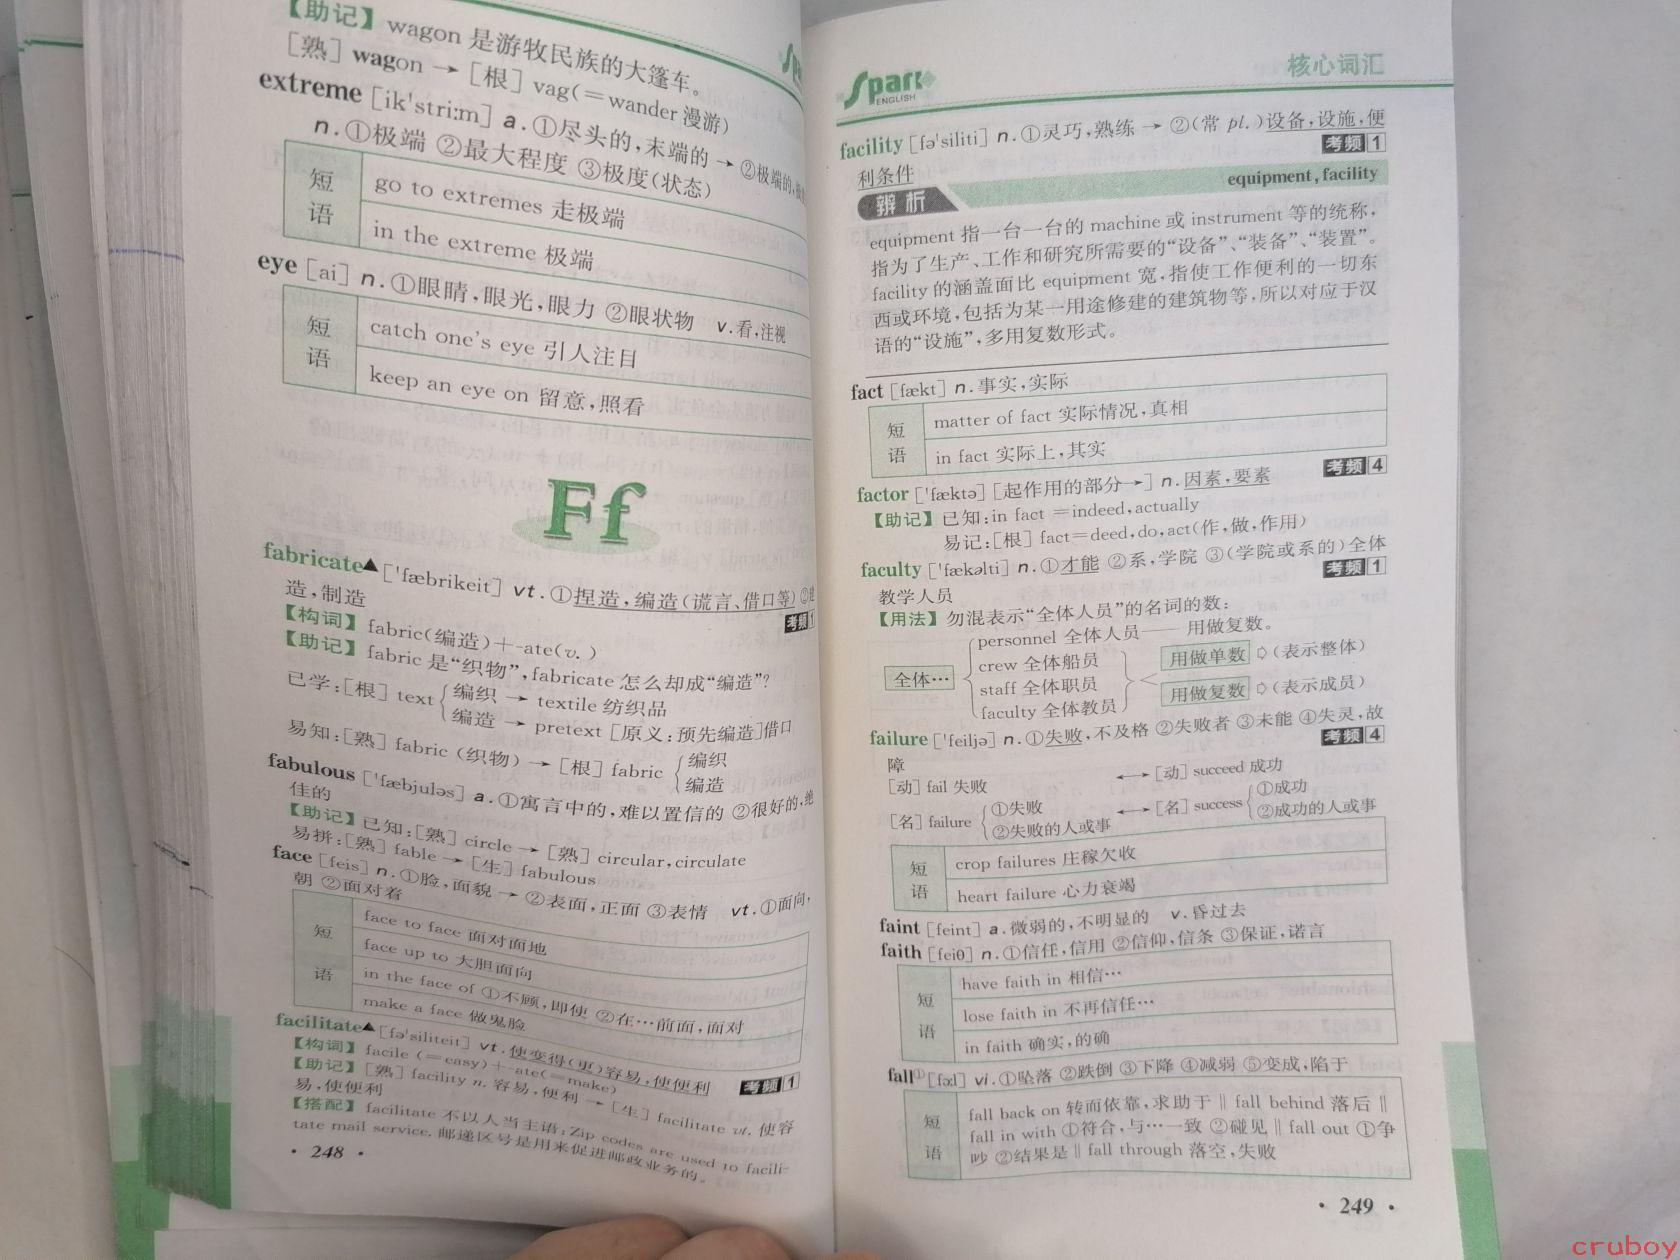 【助记】wagon 是游牧民族的大篷车。
[熟] wagon → [根] vag(=wander 漫游)
extreme [ik'stri:m] a.①尽头的,末端的 → ②极端的,
n.①极端 ②最大程度 ③极度(状态)
短语
go to extremes 走极端
in the extreme 极端
eye [ai] n.①眼睛,眼光,眼力 ②眼状物 v.看,注视
短语
catch one's eye 引人注目
keep an eye on 留意,照看
Ff
fabricate▲ ['fæbrikeit] vt.①捏造,编造(谎言、借口等) ②建
造,制造
考频 1
【构词】fabric(编造)+-ate(v.)
【助记】fabric 是“织物”,fabricate 怎么却成“编造”?
已学:[根] text { 编织 → textile 纺织品
编造 → pretext [原义:预先编造]借口
易知:[熟] fabric (织物) → [根] fabric { 编织
编造
fabulous ['fæbjuləs] a.①寓言中的,难以置信的 ②很好的,绝
佳的
【助记】已知:[熟] circle → [熟] circular,circulate
易拼:[熟] fable → [生] fabulous
face [feis] n.①脸,面貌 → ②表面,正面 ③表情 vt.①面向,
朝 ②面对着
短语
face to face 面对面地
face up to 大胆面向
in the face of ①不顾,即使 ②在…前面,面对
make a face 做鬼脸
facilitate▲ [fə'siliteit] vt.使变得(更)容易,使便利
考频 1
【构词】facile (=easy)+-ate(=make)
【助记】[熟] facility n.容易,便利 → [生] facilitate vt.使容
易,使便利
【搭配】facilitate 不以人当主语:Zip codes are used to facili-
tate mail service. 邮递区号是用来促进邮政业务的。
• 248 •
Spark
ENGLISH
核心词汇
facility [fə'siliti] n.①灵巧,熟练 → ②(常 pl.)设备,设施,便
利条件
考频 1
辨析
equipment, facility
equipment 指一台一台的 machine 或 instrument 等的统称,
指为了生产、工作和研究所需要的“设备”、“装备”、“装置”。
facility 的涵盖面比 equipment 宽,指使工作便利的一切东
西或环境,包括为某一用途修建的建筑物等,所以对应于汉
语的“设施”,多用复数形式。
fact [fækt] n.事实,实际
短语
matter of fact 实际情况,真相
in fact 实际上,其实
factor ['fæktə] [起作用的部分→] n.因素,要素
考频 4
【助记】已知:in fact =indeed,actually
易记:[根] fact=deed,do,act(作,做,作用)
faculty ['fækəlti] n.①才能 ②系,学院 ③(学院或系的)全体
教学人员
考频 1
【用法】勿混表示“全体人员”的名词的数:
全体… { personnel 全体人员 —— 用做复数。
crew 全体船员
staff 全体职员
faculty 全体教员 }
用做单数 ⇨ (表示整体)
用做复数 ⇨ (表示成员)
failure ['feiljə] n.①失败,不及格 ②失败者 ③未能 ④失灵,故
障
考频 4
[动] fail 失败 ←→ [动] succeed 成功
[名] failure { ①失败
②失败的人或事 ←→ [名] success { ①成功
②成功的人或事
短语
crop failures 庄稼欠收
heart failure 心力衰竭
faint [feint] a.微弱的,不明显的 v.昏过去
faith [feiθ] n.①信任,信用 ②信仰,信条 ③保证,诺言
短语
have faith in 相信…
lose faith in 不再信任…
in faith 确实,的确
fall① [fɔ:l] vi.①坠落 ②跌倒 ③下降 ④减弱 ⑤变成,陷于
短语
fall back on 转而依靠,求助于 ‖ fall behind 落后 ‖
fall in with ①符合,与…一致 ②碰见 ‖ fall out ①争
吵 ②结果是 ‖ fall through 落空,失败
• 249 •
cruboy